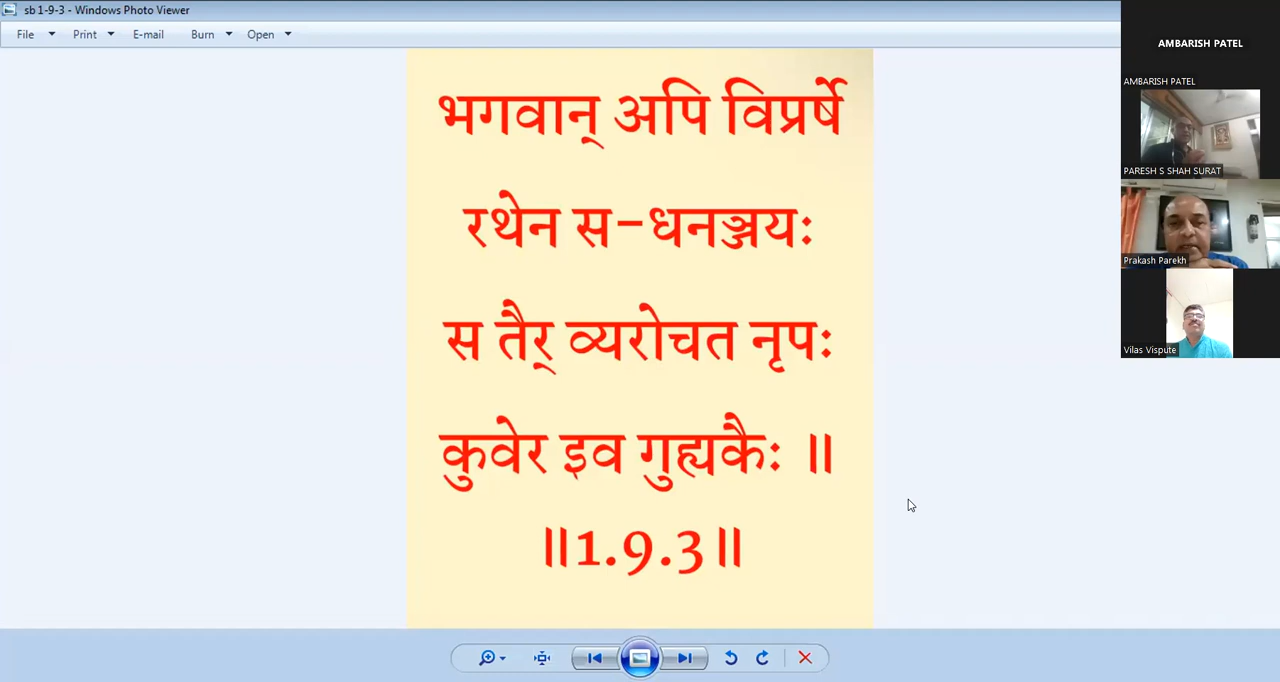 sb 1-9-3 - Windows Photo Viewer
File Print E-mail Burn Open
भगवान् अपि विप्रर्षे
रथेन स-धनञ्जयः
स तैर् व्यरोचत नृपः
कुवेर इव गुह्यकैः ॥
॥1.9.3॥
AMBARISH PATEL
AMBARISH PATEL
PARESH S SHAH SURAT
Prakash Parekh
Vilas Vispute